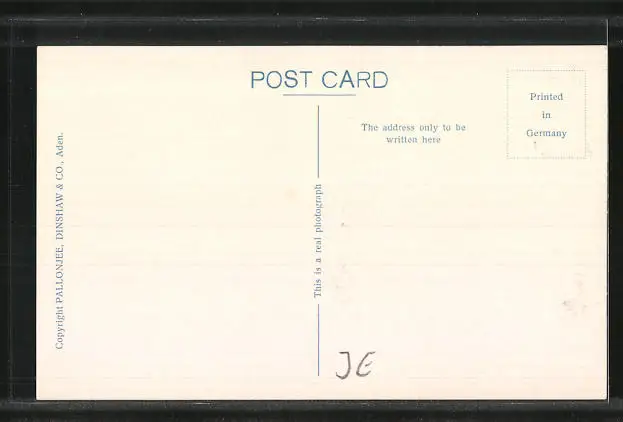 POST CARD
Copyright PALLONJEE, DINSHAW & CO., Aden.
This is a real photograph
The address only to be
written here
Printed
in
Germany
JE